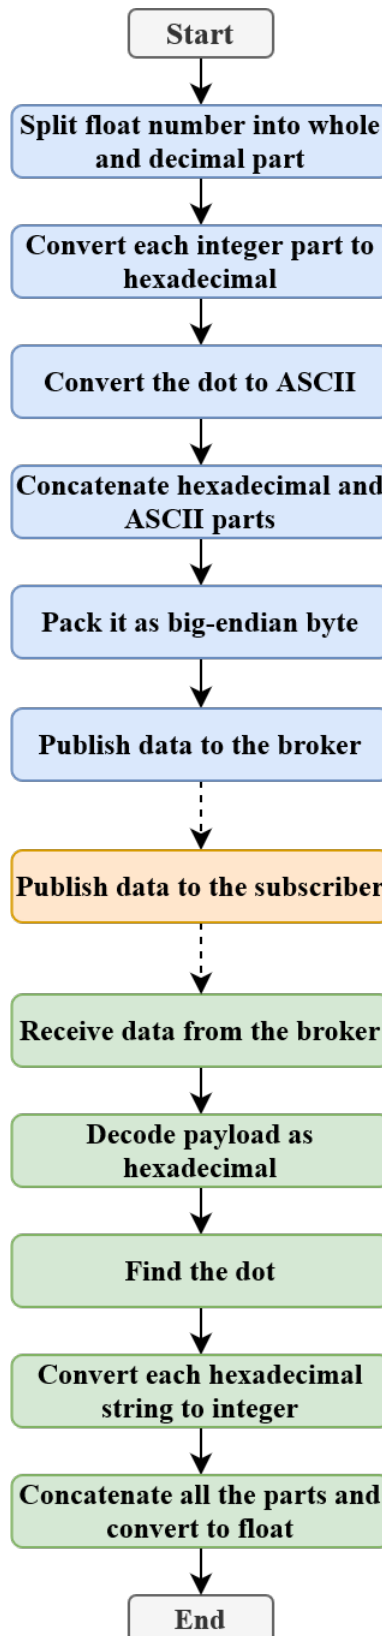 Start
Split float number into whole
and decimal part
Convert each integer part to
hexadecimal
Convert the dot to ASCII
Concatenate hexadecimal and
ASCII parts
Pack it as big-endian byte
Publish data to the broker
Publish data to the subscriber
Receive data from the broker
Decode payload as
hexadecimal
Find the dot
Convert each hexadecimal
string to integer
Concatenate all the parts and
convert to float
End